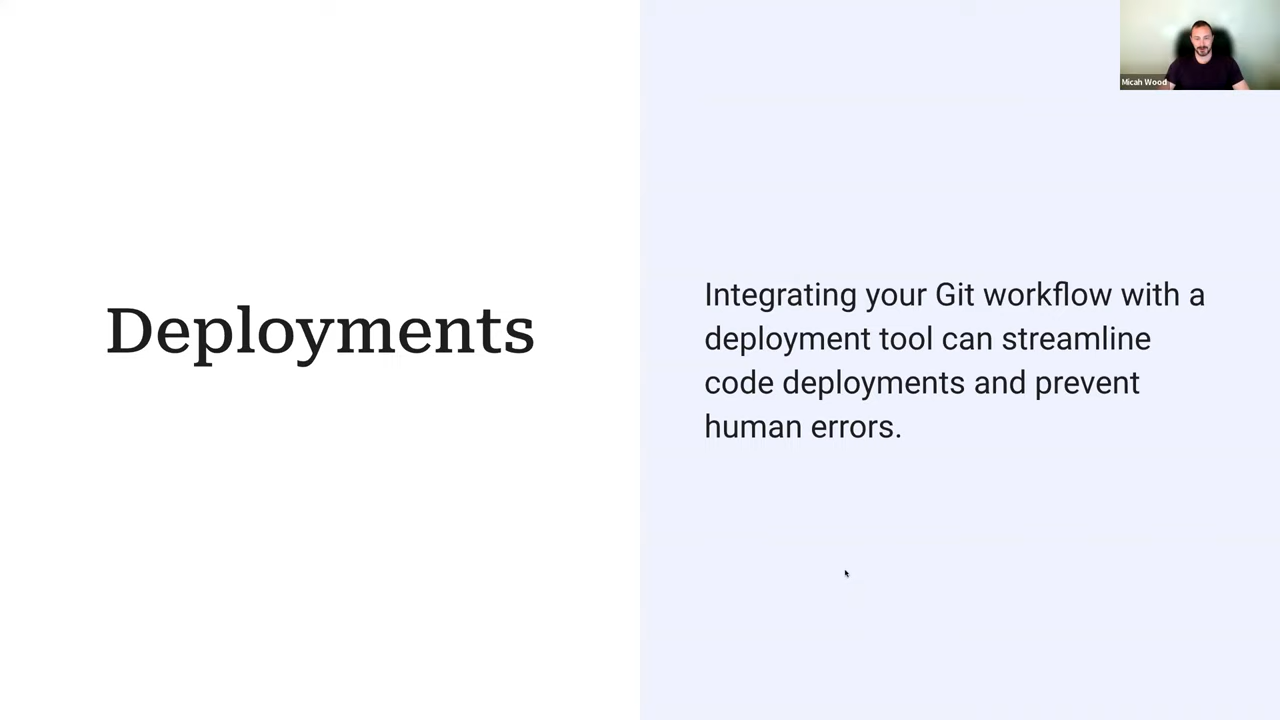 Deployments
Integrating your Git workflow with a
deployment tool can streamline
code deployments and prevent
human errors.
Micah Wood